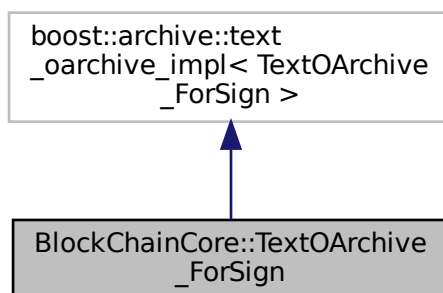 boost::archive::text
_oarchive_impl< TextOArchive
_ForSign >
BlockChainCore::TextOArchive
_ForSign